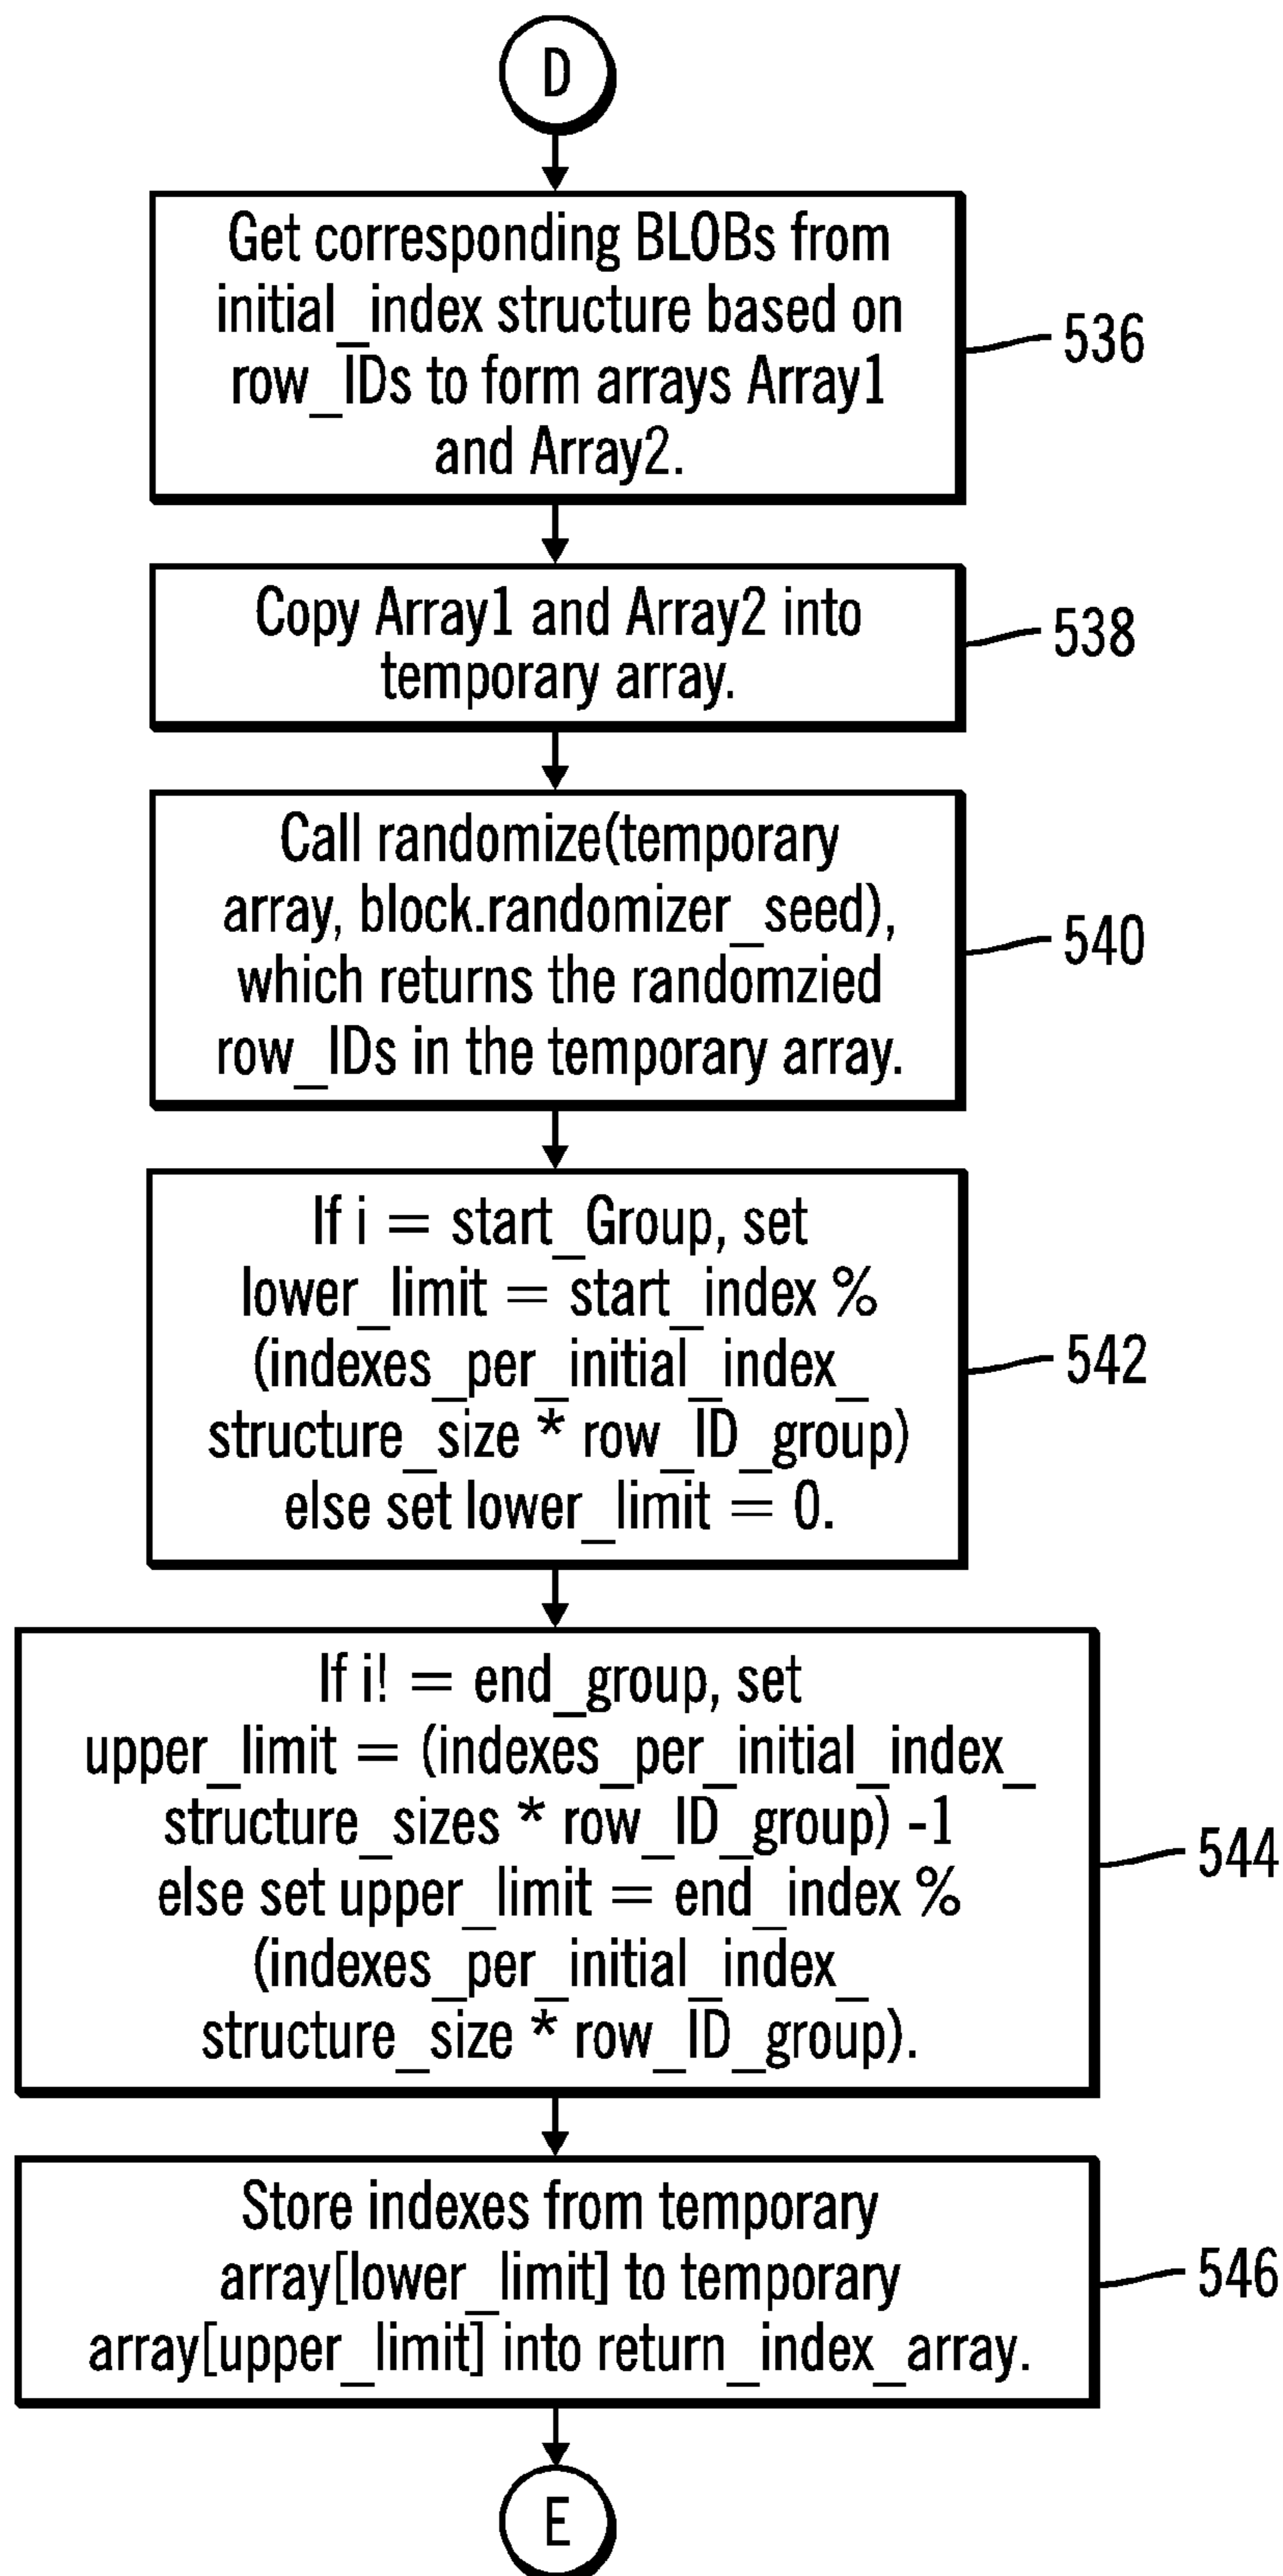 D
Get corresponding BLOBs from
initial_index structure based on
row_IDs to form arrays Array1
and Array2.
536
Copy Array1 and Array2 into
temporary array.
538
Call randomize(temporary
array, block.randomizer_seed),
which returns the randomzied
row_IDs in the temporary array.
540
If i = start_Group, set
lower_limit = start_index %
(indexes_per_initial_index_
structure_size * row_ID_group)
else set lower_limit = 0.
542
If i! = end_group, set
upper_limit = (indexes_per_initial_index_
structure_sizes * row_ID_group) -1
else set upper_limit = end_index %
(indexes_per_initial_index_
structure_size * row_ID_group).
544
Store indexes from temporary
array[lower_limit] to temporary
array[upper_limit] into return_index_array.
546
E